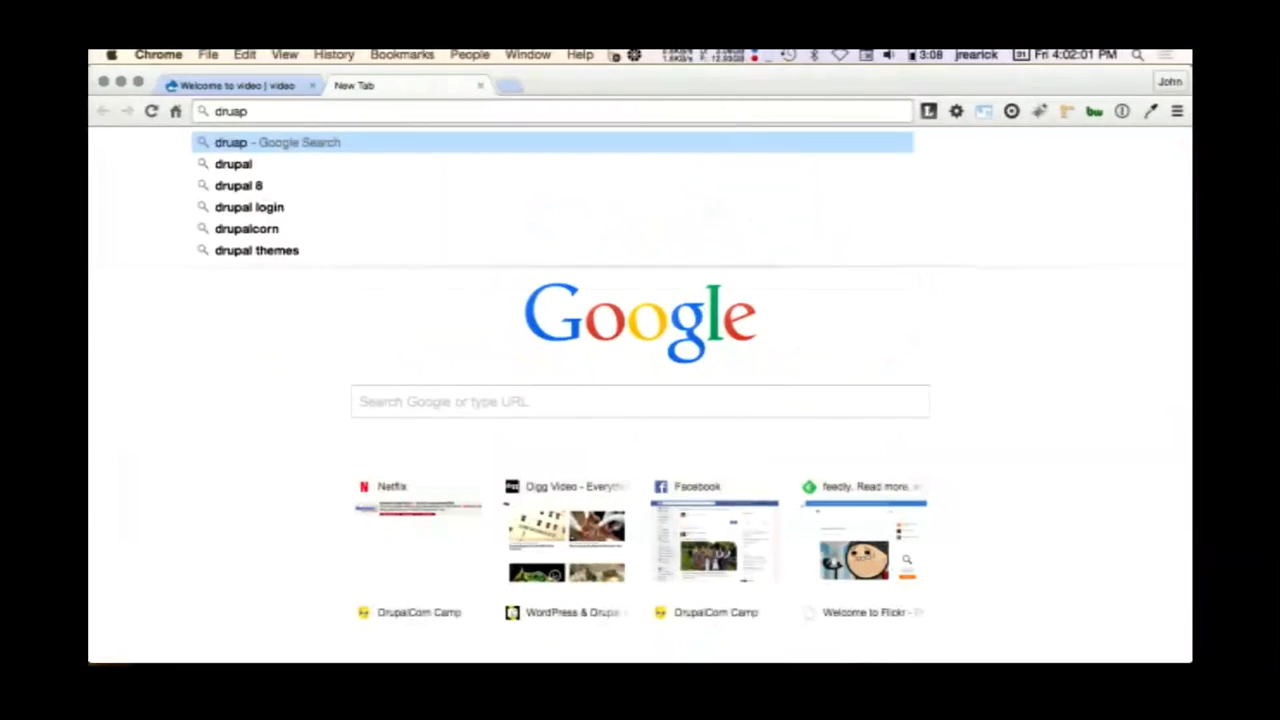 Chrome File Edit View History Bookmarks People Window Help 3:08 jrearick 31 Fri 4:02:01 PM
Welcome to video | video New Tab John
druap
bw
druap - Google Search
drupal
drupal 8
drupal login
drupalcorn
drupal themes
Google
Search Google or type URL
Netflix Digg Video - Everyth Facebook feedly. Read more,
DrupalCorn Camp WordPress & Drupal DrupalCorn Camp Welcome to Flickr -